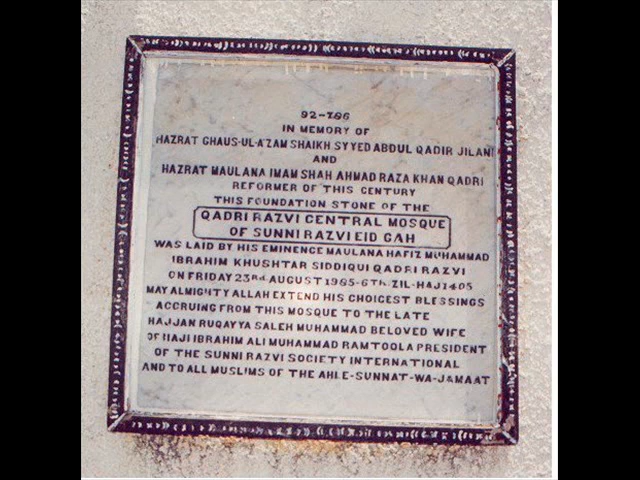 92-786
IN MEMORY OF
HAZRAT GHAUS-UL-A'ZAM SHAIKH SYYED ABDUL QADIR JILANI
AND
HAZRAT MAULANA IMAM SHAH AHMAD RAZA KHAN QADRI
REFORMER OF THIS CENTURY
THIS FOUNDATION STONE OF THE
QADRI RAZVI CENTRAL MOSQUE
OF SUNNI RAZVI EID GAH
WAS LAID BY HIS EMINENCE MAULANA HAFIZ MUHAMMAD
IBRAHIM KHUSHTAR SIDDIQUI QADRI RAZVI
ON FRIDAY 23RD AUGUST 1985-6TH. ZIL-HAJ 1405
MAY ALMIGHTY ALLAH EXTEND HIS CHOICEST BLESSINGS
ACCRUING FROM THIS MOSQUE TO THE LATE
HAJJAN RUQAYYA SALEH MUHAMMAD BELOVED WIFE
OF HAJI IBRAHIM ALI MUHAMMAD RAMTOOLA PRESIDENT
OF THE SUNNI RAZVI SOCIETY INTERNATIONAL
AND TO ALL MUSLIMS OF THE AHLE-SUNNAT-WA-JAMAAT